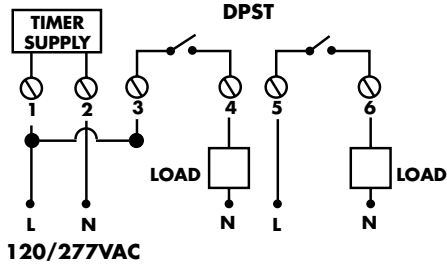 DPST
TIMER
SUPPLY
1 2 3 4 5 6
LOAD LOAD
L N N L N
120/277VAC